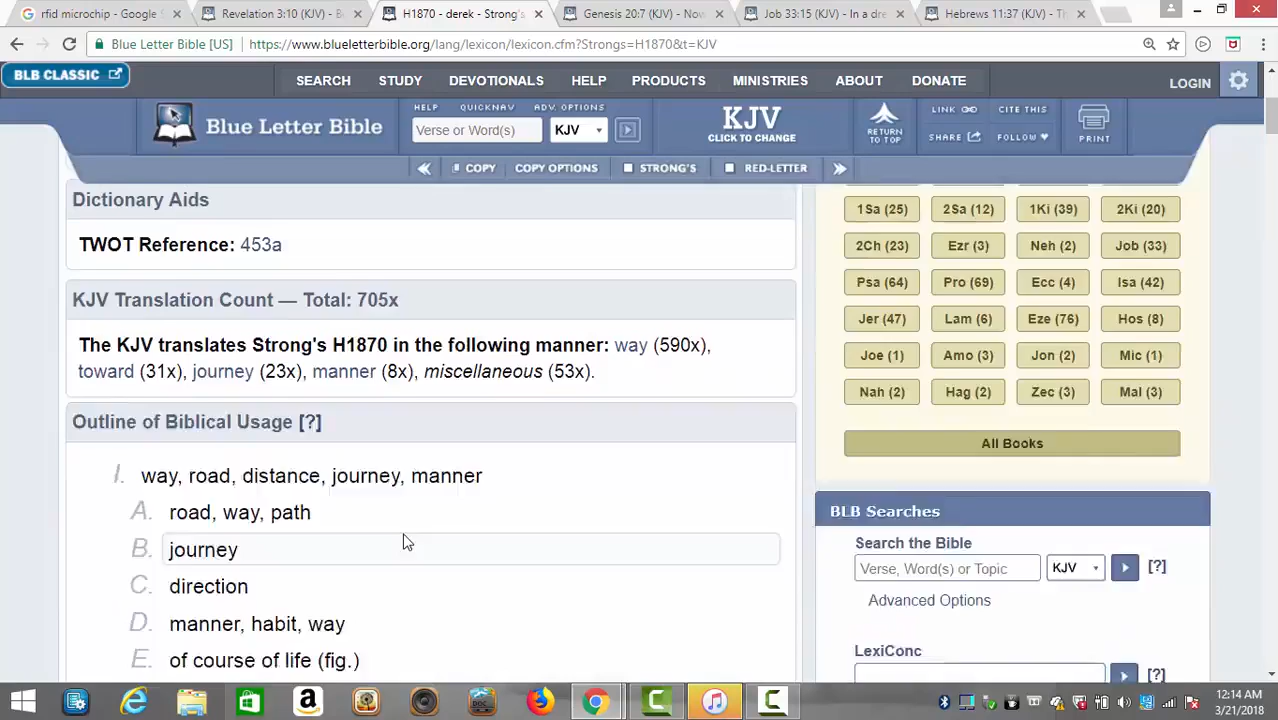 rfid microchip - Google S
Revelation 3:10 (KJV) - B
H1870 - derek - Strong's
Genesis 20:7 (KJV) - Now
Job 33:15 (KJV) - In a dre
Hebrews 11:37 (KJV) - Th
Blue Letter Bible [US]
https://www.blueletterbible.org/lang/lexicon/lexicon.cfm?Strongs=H1870&t=KJV
BLB CLASSIC
SEARCH STUDY DEVOTIONALS HELP PRODUCTS MINISTRIES ABOUT DONATE
LOGIN
Blue Letter Bible
HELP QUICKNAV ADV. OPTIONS
Verse or Word(s)
KJV
KJV
CLICK TO CHANGE
RETURN
TO TOP
LINK CITE THIS
SHARE FOLLOW
PRINT
COPY COPY OPTIONS STRONG'S RED-LETTER
Dictionary Aids
TWOT Reference: 453a
KJV Translation Count — Total: 705x
The KJV translates Strong's H1870 in the following manner: way (590x),
toward (31x), journey (23x), manner (8x), miscellaneous (53x).
Outline of Biblical Usage [?]
I. way, road, distance, journey, manner
A. road, way, path
B. journey
C. direction
D. manner, habit, way
E. of course of life (fig.)
1Sa (25) 2Sa (12) 1Ki (39) 2Ki (20)
2Ch (23) Ezr (3) Neh (2) Job (33)
Psa (64) Pro (69) Ecc (4) Isa (42)
Jer (47) Lam (6) Eze (76) Hos (8)
Joe (1) Amo (3) Jon (2) Mic (1)
Nah (2) Hag (2) Zec (3) Mal (3)
All Books
BLB Searches
Search the Bible
Verse, Word(s) or Topic
KJV
[?]
Advanced Options
LexiConc
[?]
12:14 AM
3/21/2018